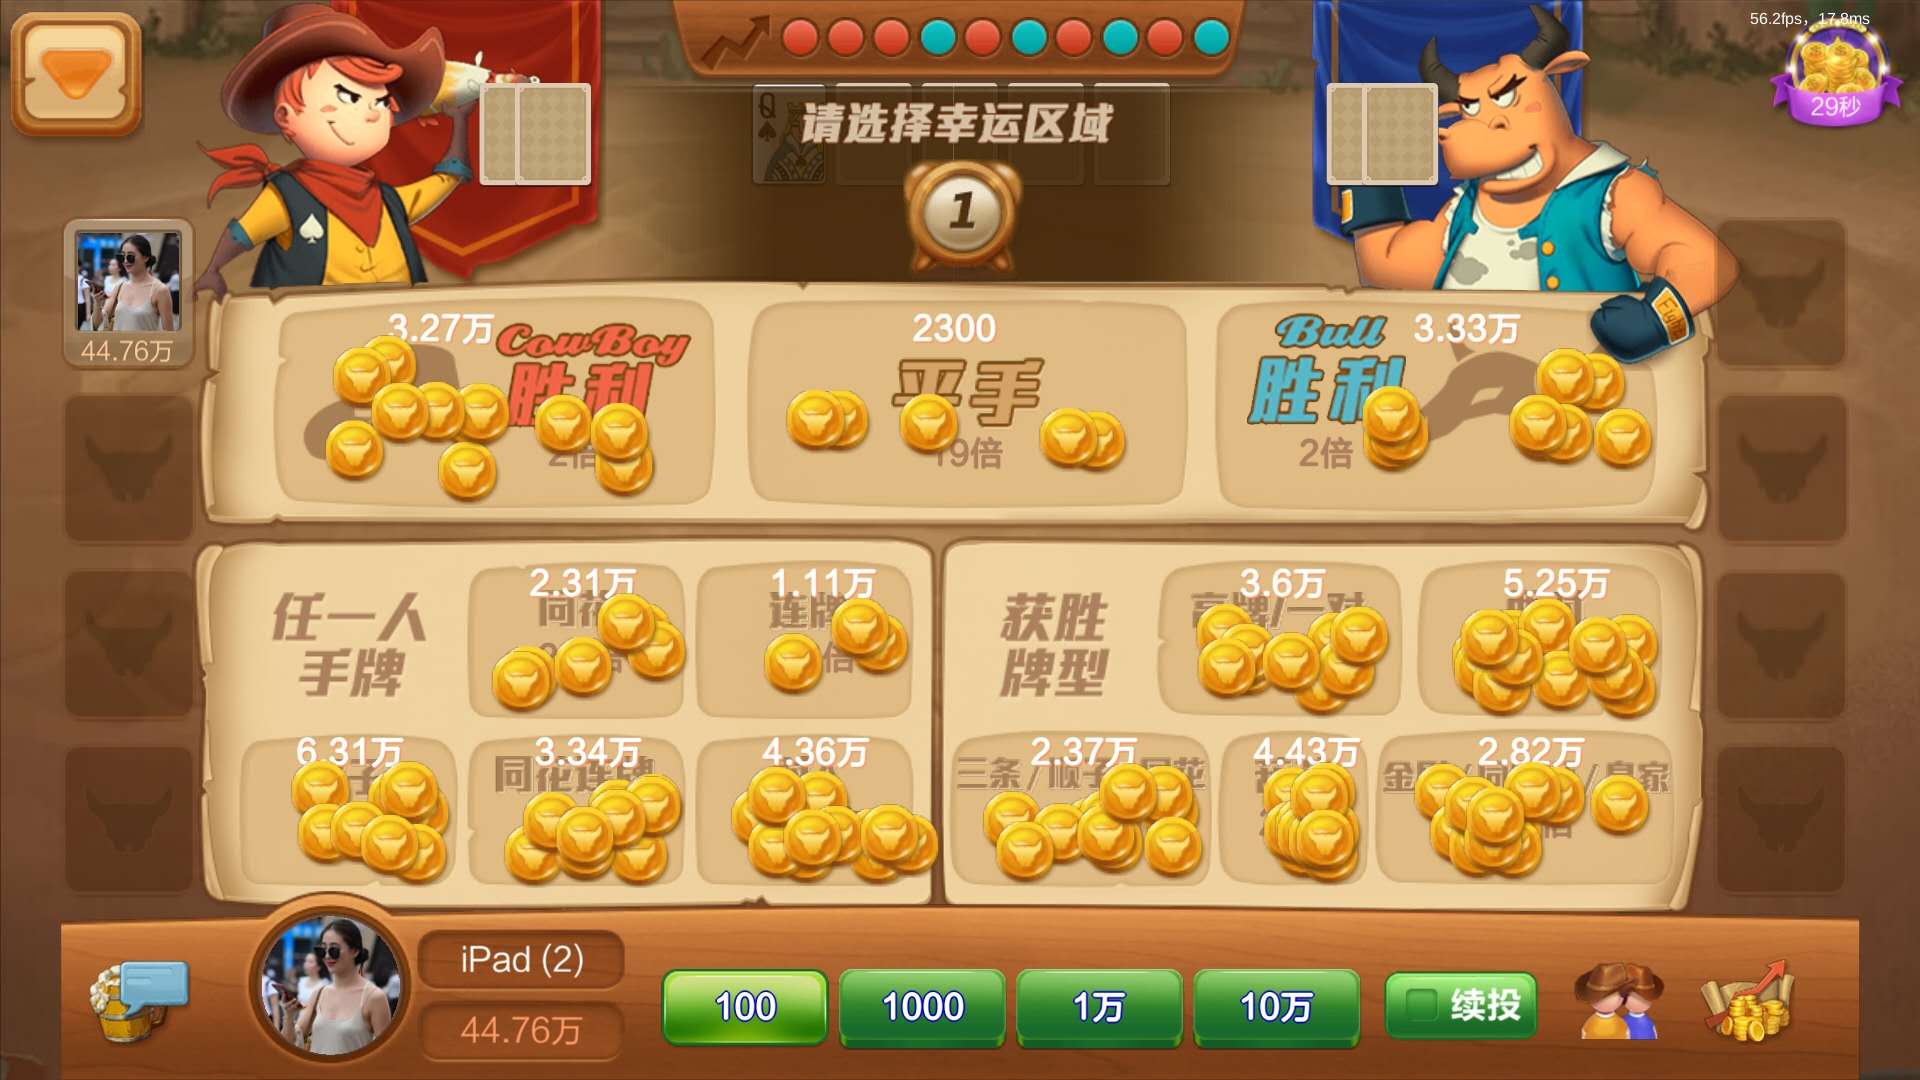 56.2fps, 17.8ms
29秒
Q
请选择幸运区域
1
44.76万
3.27万
CowBoy
胜利
2倍
2300
平手
19倍
Bull
3.33万
胜利
2倍
Fight
任一人
手牌
2.31万
同花
1.11万
连牌
倍
6.31万
子
3.34万
同花连牌
4.36万
获胜
牌型
3.6万
高牌/一对
5.25万
2.37万
三条/顺子/同花
4.43万
2.82万
金刚/同花/皇家
倍
iPad (2)
44.76万
100
1000
1万
10万
续投